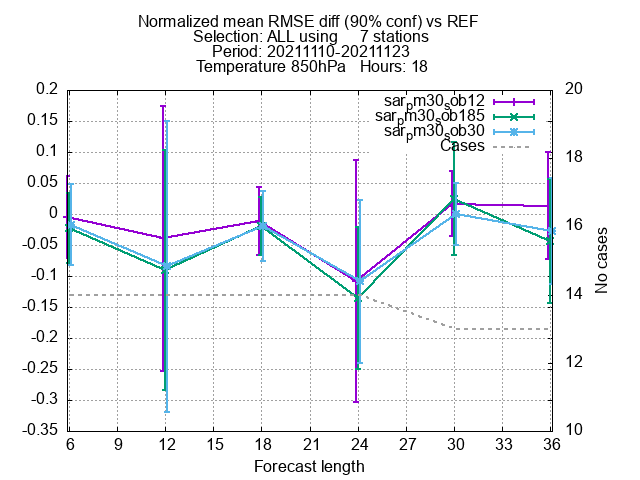 Normalized mean RMSE diff (90% conf) vs REF
Selection: ALL using     7 stations
Period: 20211110-20211123
Temperature 850hPa   Hours: 18
sarpm30sob12
sarpm30sob185
sarpm30sob30
Cases
0.2
0.15
0.1
0.05
0
-0.05
-0.1
-0.15
-0.2
-0.25
-0.3
-0.35
20
18
16
14
12
10
No cases
6 9 12 15 18 21 24 27 30 33 36
Forecast length